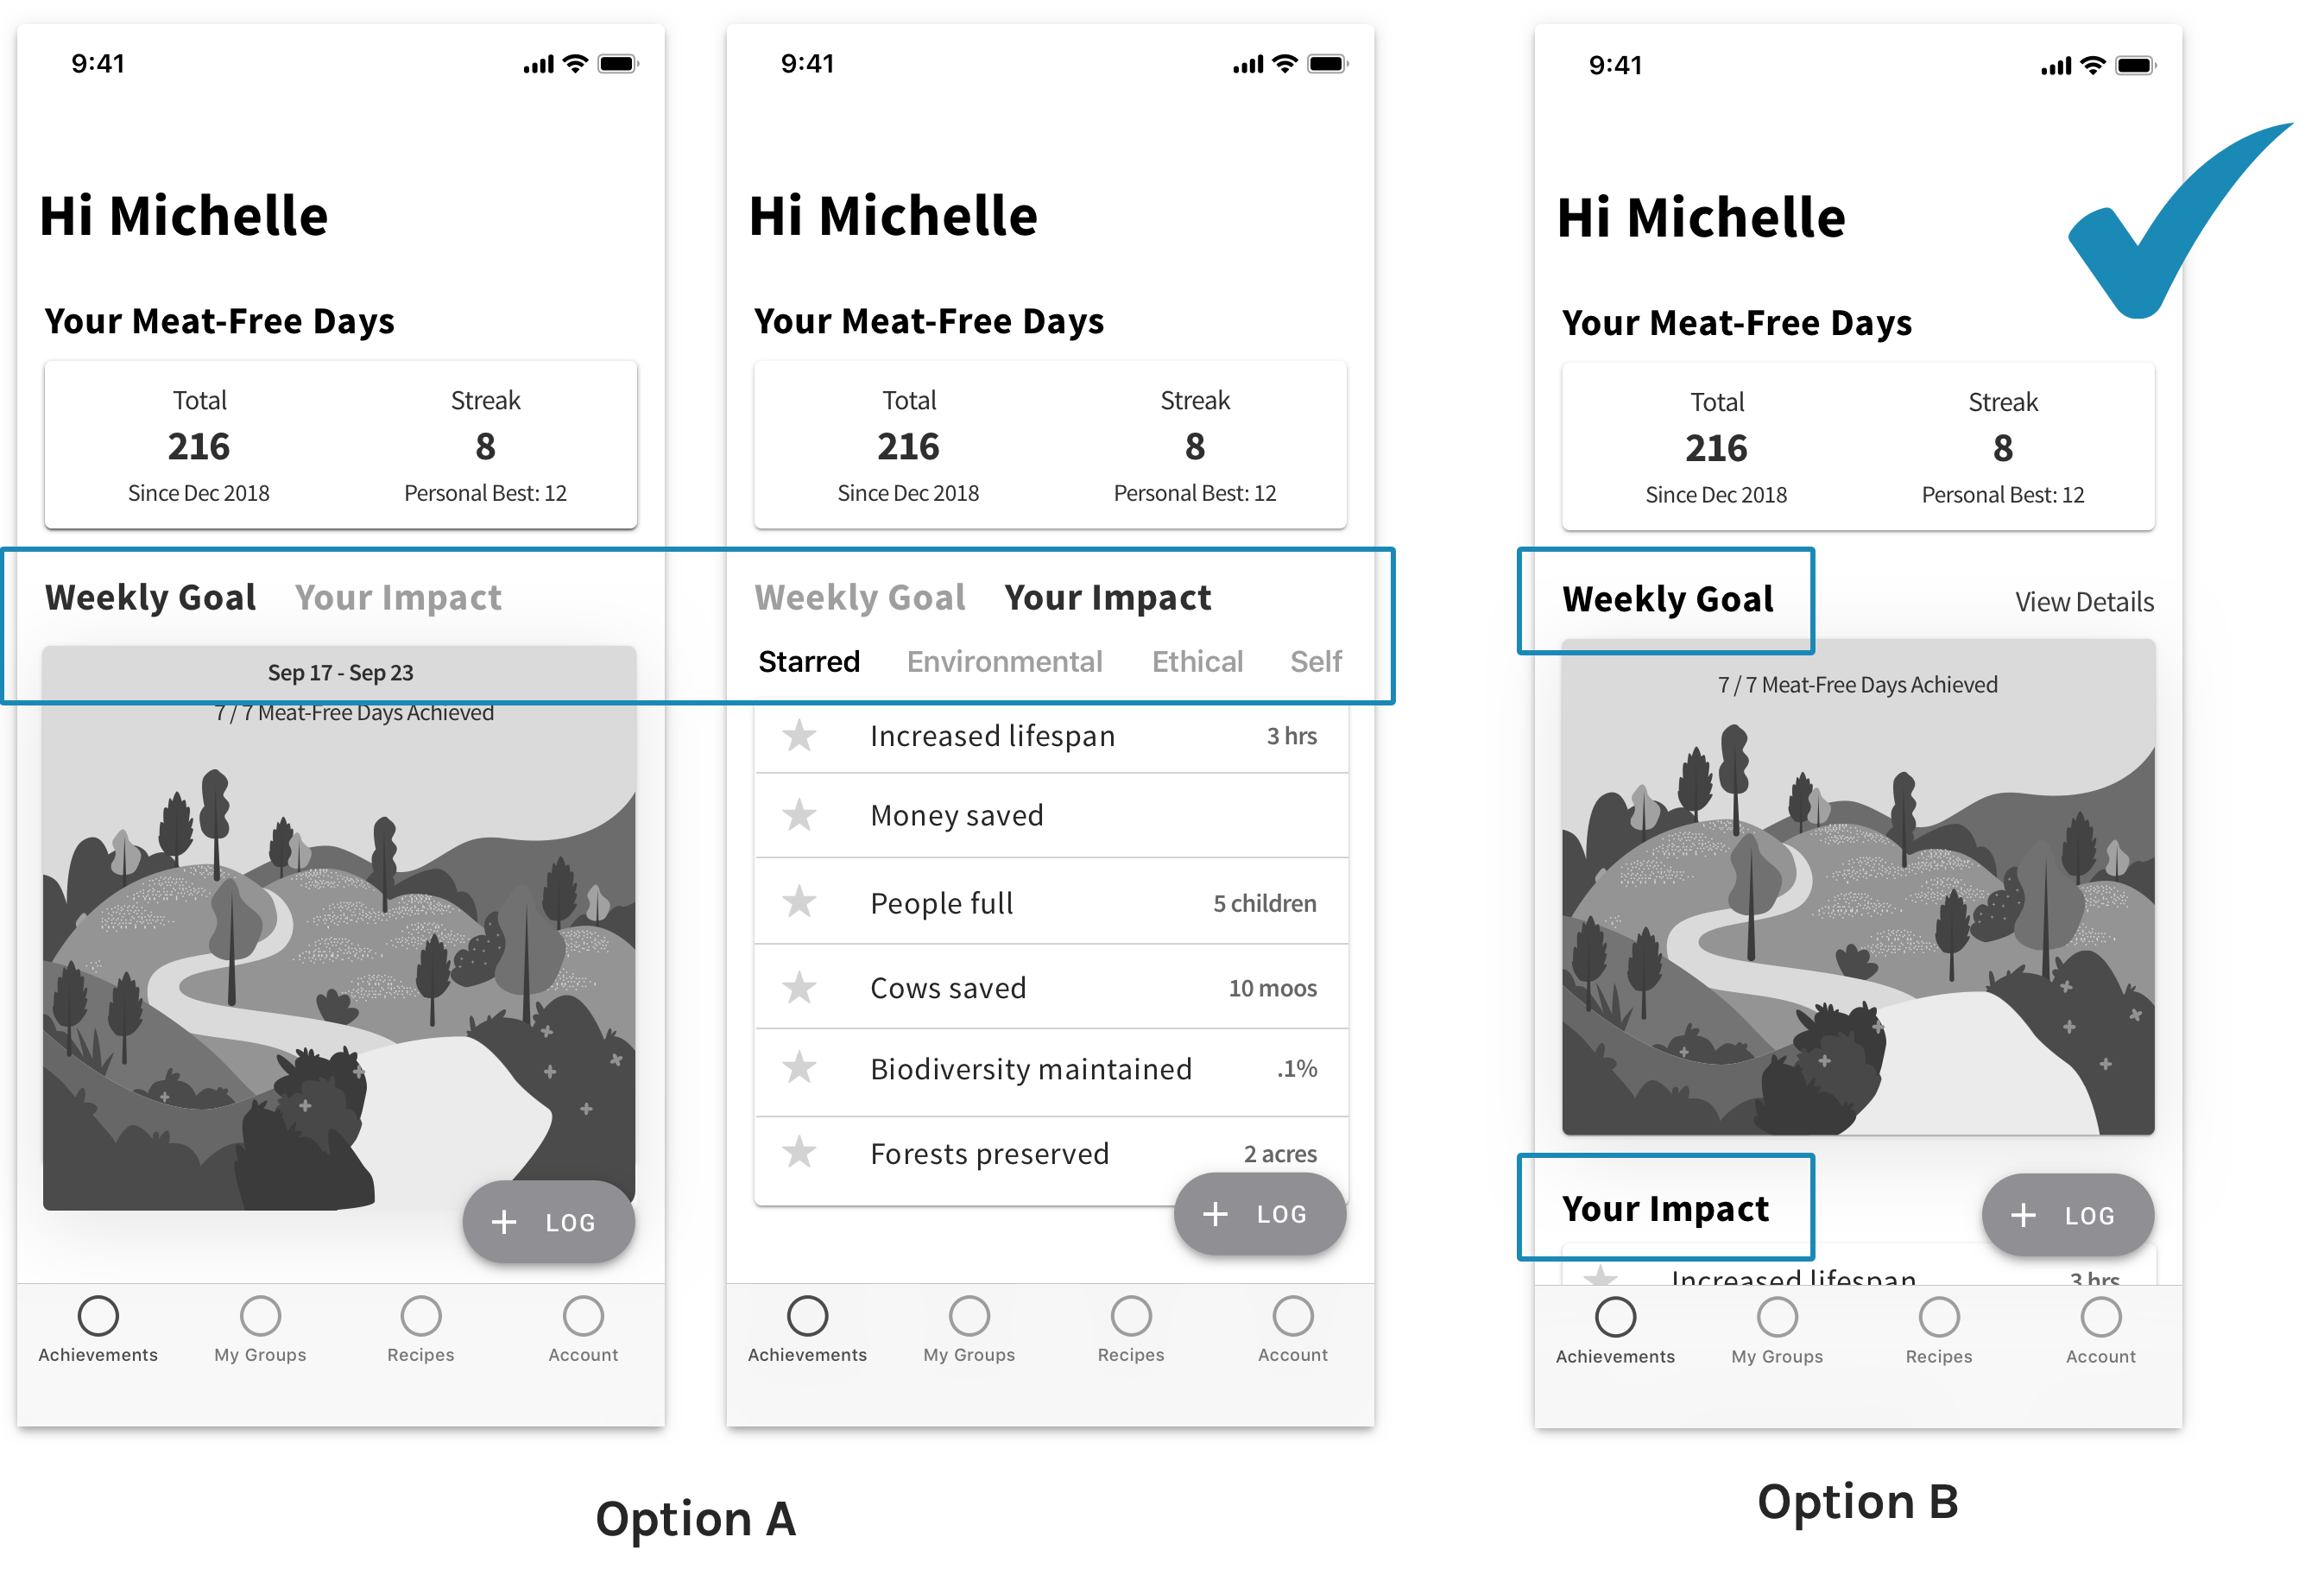 9:41
Hi Michelle
Your Meat-Free Days
Total Streak
216 8
Since Dec 2018 Personal Best: 12
Weekly Goal Your Impact
Sep 17 - Sep 23
7 / 7 Meat-Free Days Achieved
+ LOG
Achievements My Groups Recipes Account
9:41
Hi Michelle
Your Meat-Free Days
Total Streak
216 8
Since Dec 2018 Personal Best: 12
Weekly Goal Your Impact
Starred Environmental Ethical Self
Increased lifespan 3 hrs
Money saved
People full 5 children
Cows saved 10 moos
Biodiversity maintained .1%
Forests preserved 2 acres
+ LOG
Achievements My Groups Recipes Account
Option A
9:41
Hi Michelle
Your Meat-Free Days
Total Streak
216 8
Since Dec 2018 Personal Best: 12
Weekly Goal View Details
7 / 7 Meat-Free Days Achieved
Your Impact + LOG
Increased lifespan 3 hrs
Achievements My Groups Recipes Account
Option B